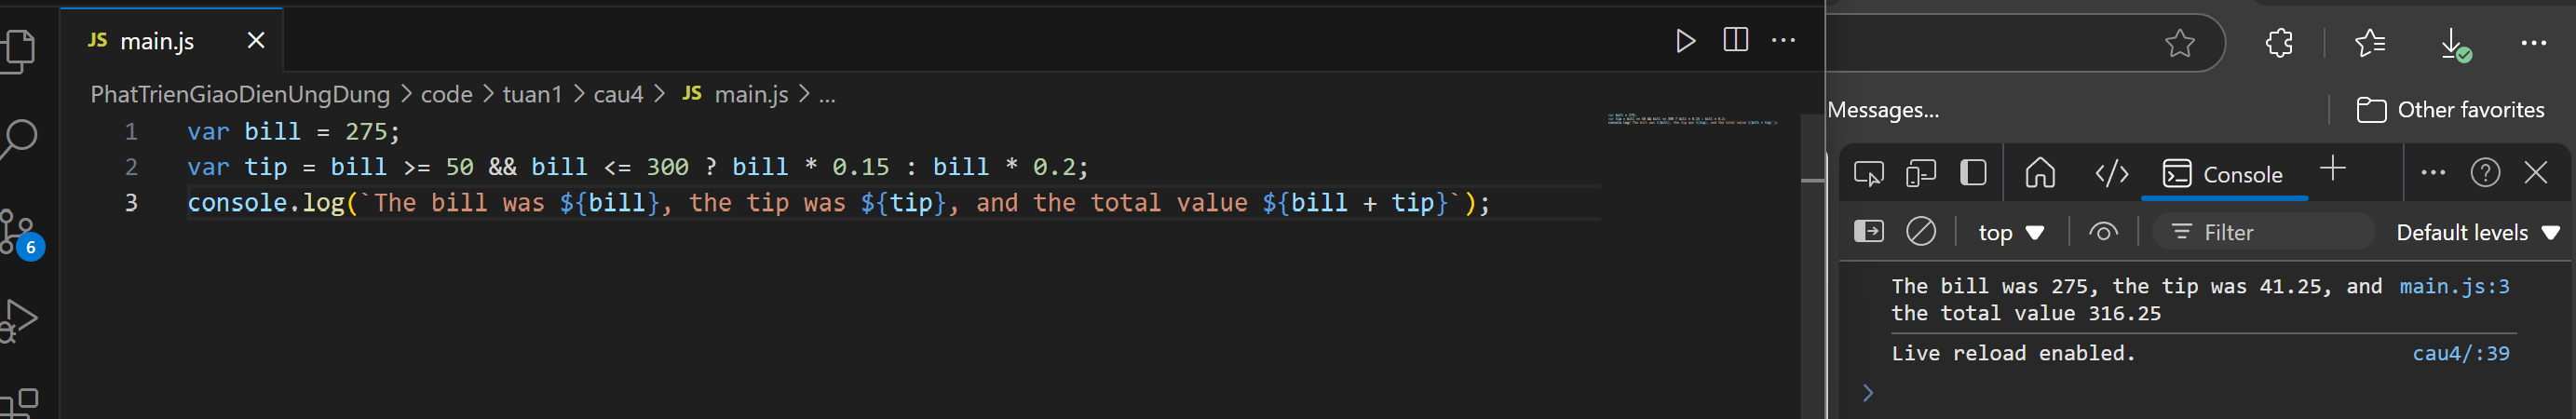 JS main.js
PhatTrienGiaoDienUngDung > code > tuan1 > cau4 > JS main.js > ...
1 var bill = 275;
2 var tip = bill >= 50 && bill <= 300 ? bill * 0.15 : bill * 0.2;
3 console.log(`The bill was ${bill}, the tip was ${tip}, and the total value ${bill + tip}`);
6
Messages...
Other favorites
Console
top
Filter
Default levels
The bill was 275, the tip was 41.25, and main.js:3
the total value 316.25
Live reload enabled. cau4/:39